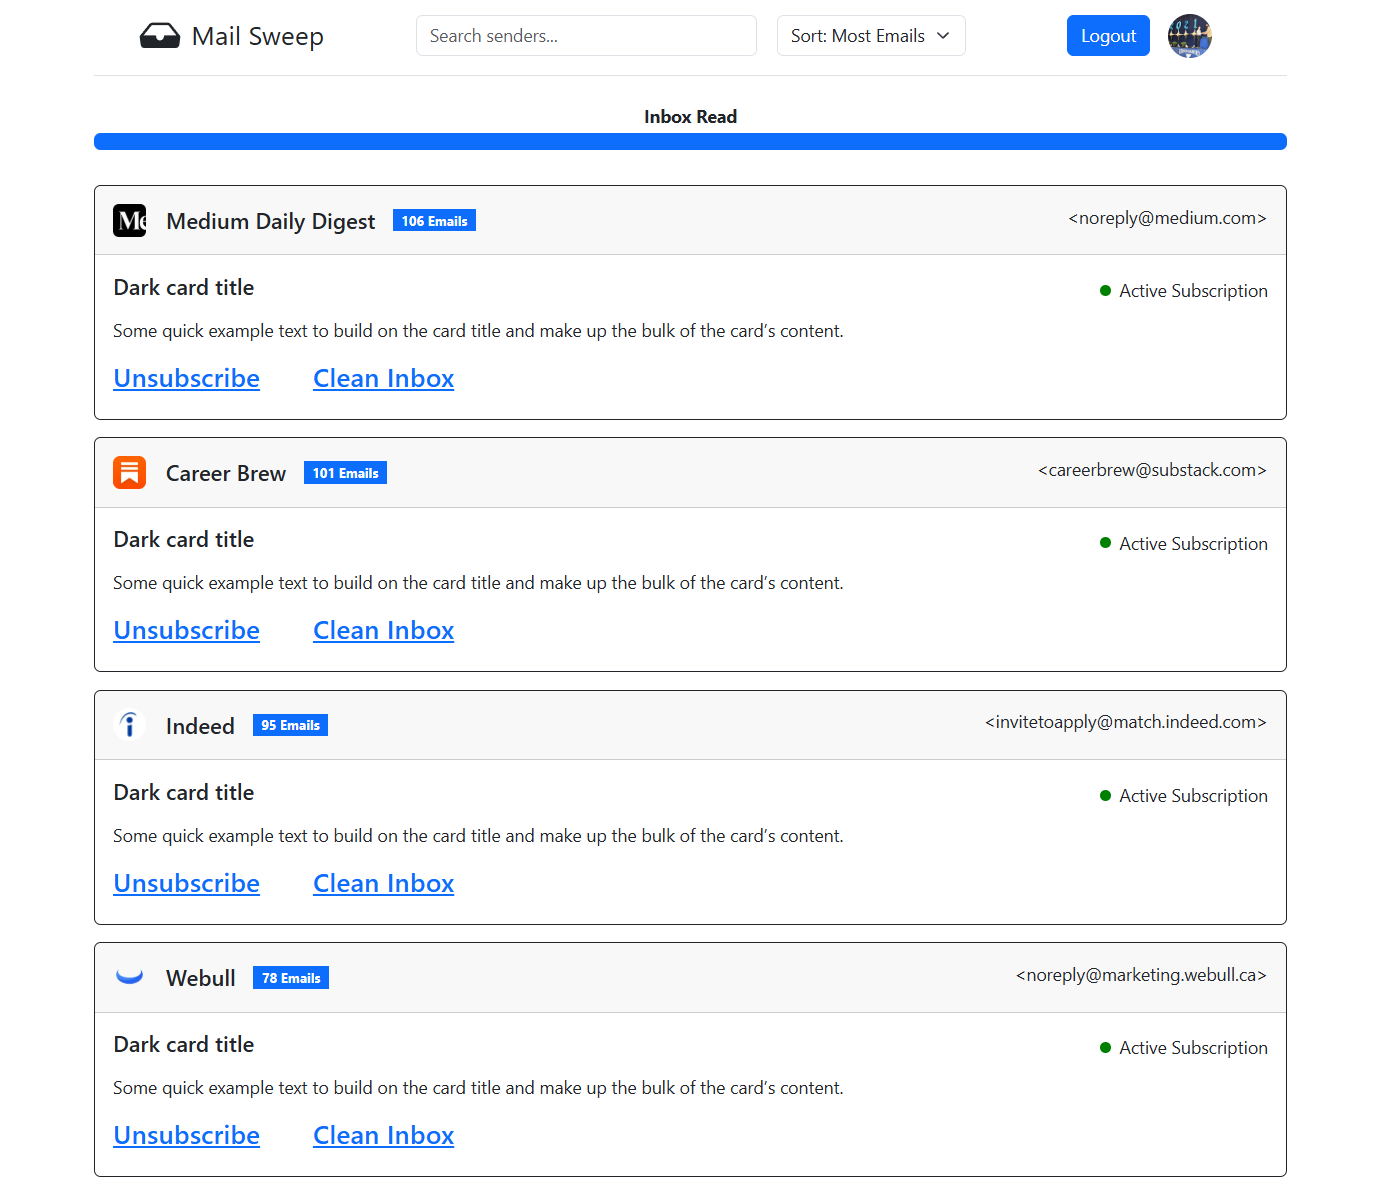 Mail Sweep
Search senders...
Sort: Most Emails
Logout
2021
Inbox Read
Me
Medium Daily Digest
106 Emails
<noreply@medium.com>
Dark card title
Active Subscription
Some quick example text to build on the card title and make up the bulk of the card’s content.
Unsubscribe
Clean Inbox
Career Brew
101 Emails
<careerbrew@substack.com>
Dark card title
Active Subscription
Some quick example text to build on the card title and make up the bulk of the card’s content.
Unsubscribe
Clean Inbox
Indeed
95 Emails
<invitetoapply@match.indeed.com>
Dark card title
Active Subscription
Some quick example text to build on the card title and make up the bulk of the card’s content.
Unsubscribe
Clean Inbox
Webull
78 Emails
<noreply@marketing.webull.ca>
Dark card title
Active Subscription
Some quick example text to build on the card title and make up the bulk of the card’s content.
Unsubscribe
Clean Inbox